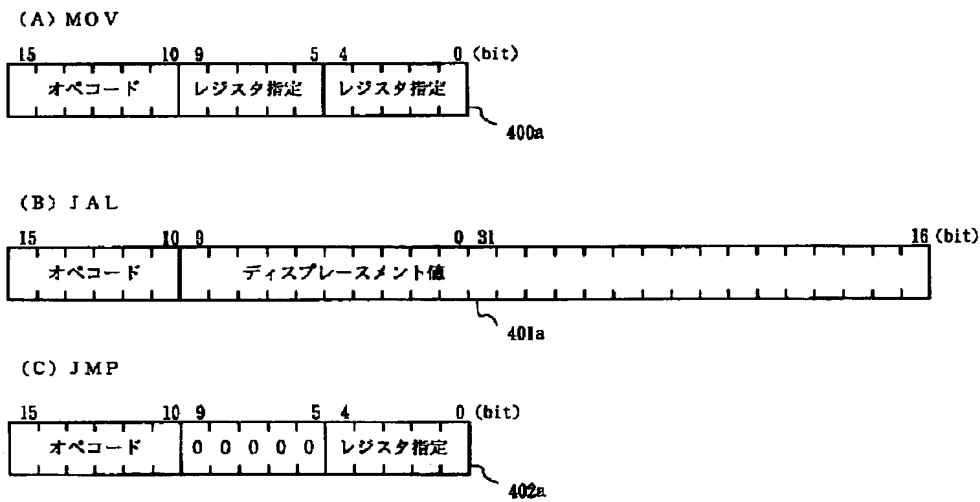 (A) MOV
15 10 9 5 4 0 (bit)
オペコード レジスタ指定 レジスタ指定
400a
(B) JAL
15 10 9 0 31 16 (bit)
オペコード ディスプレースメント値
401a
(C) JMP
15 10 9 5 4 0 (bit)
オペコード 0 0 0 0 0 レジスタ指定
402a